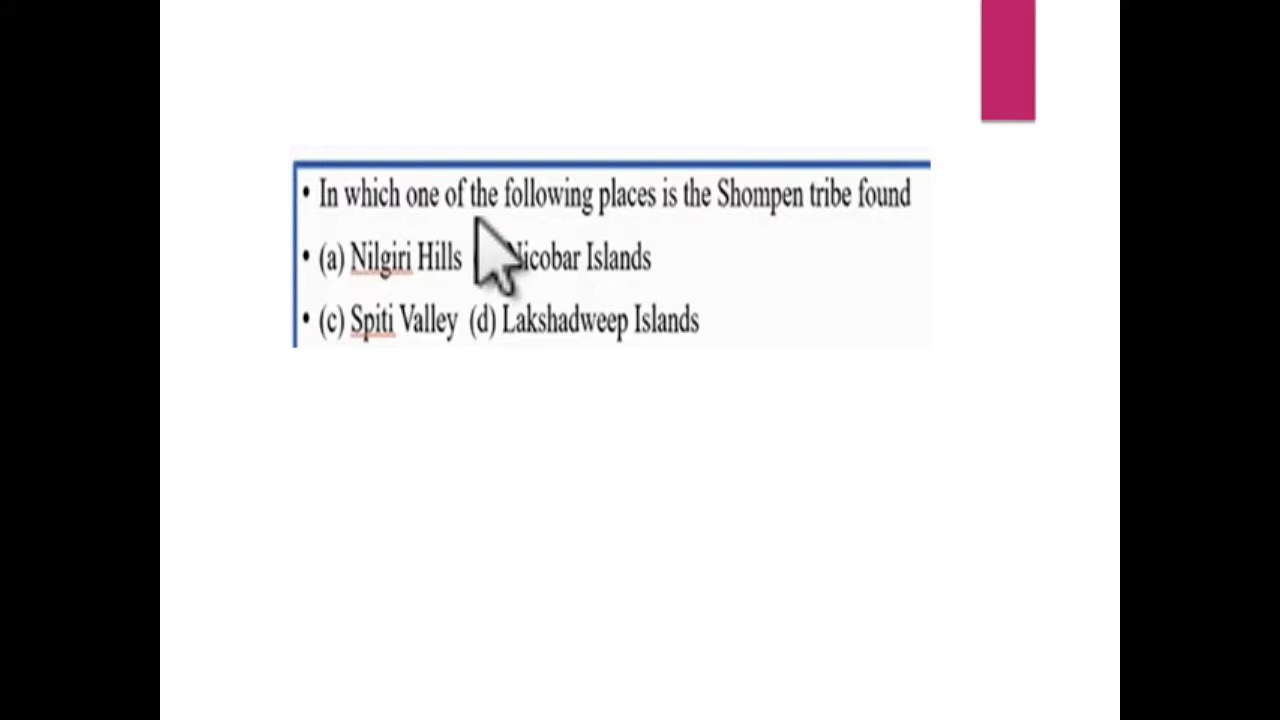 • In which one of the following places is the Shompen tribe found
• (a) Nilgiri Hills Nicobar Islands
• (c) Spiti Valley (d) Lakshadweep Islands